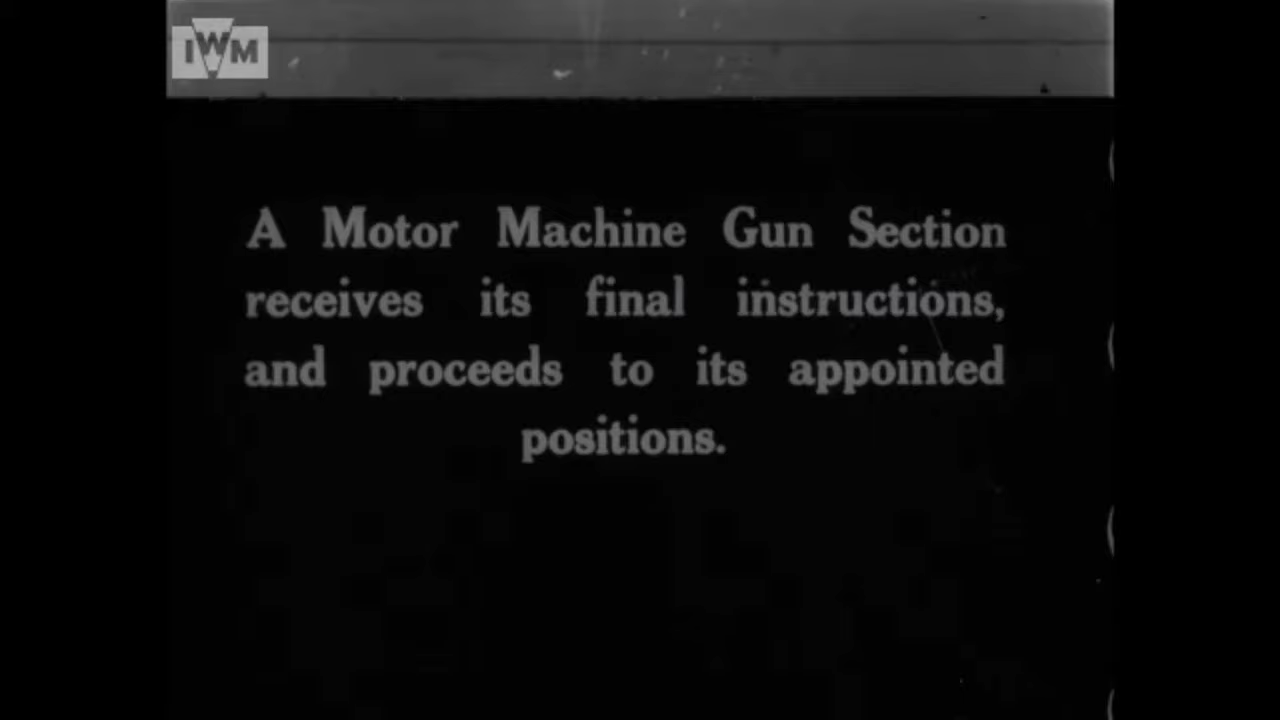 IWM
A Motor Machine Gun Section
receives its final instructions,
and proceeds to its appointed
positions.